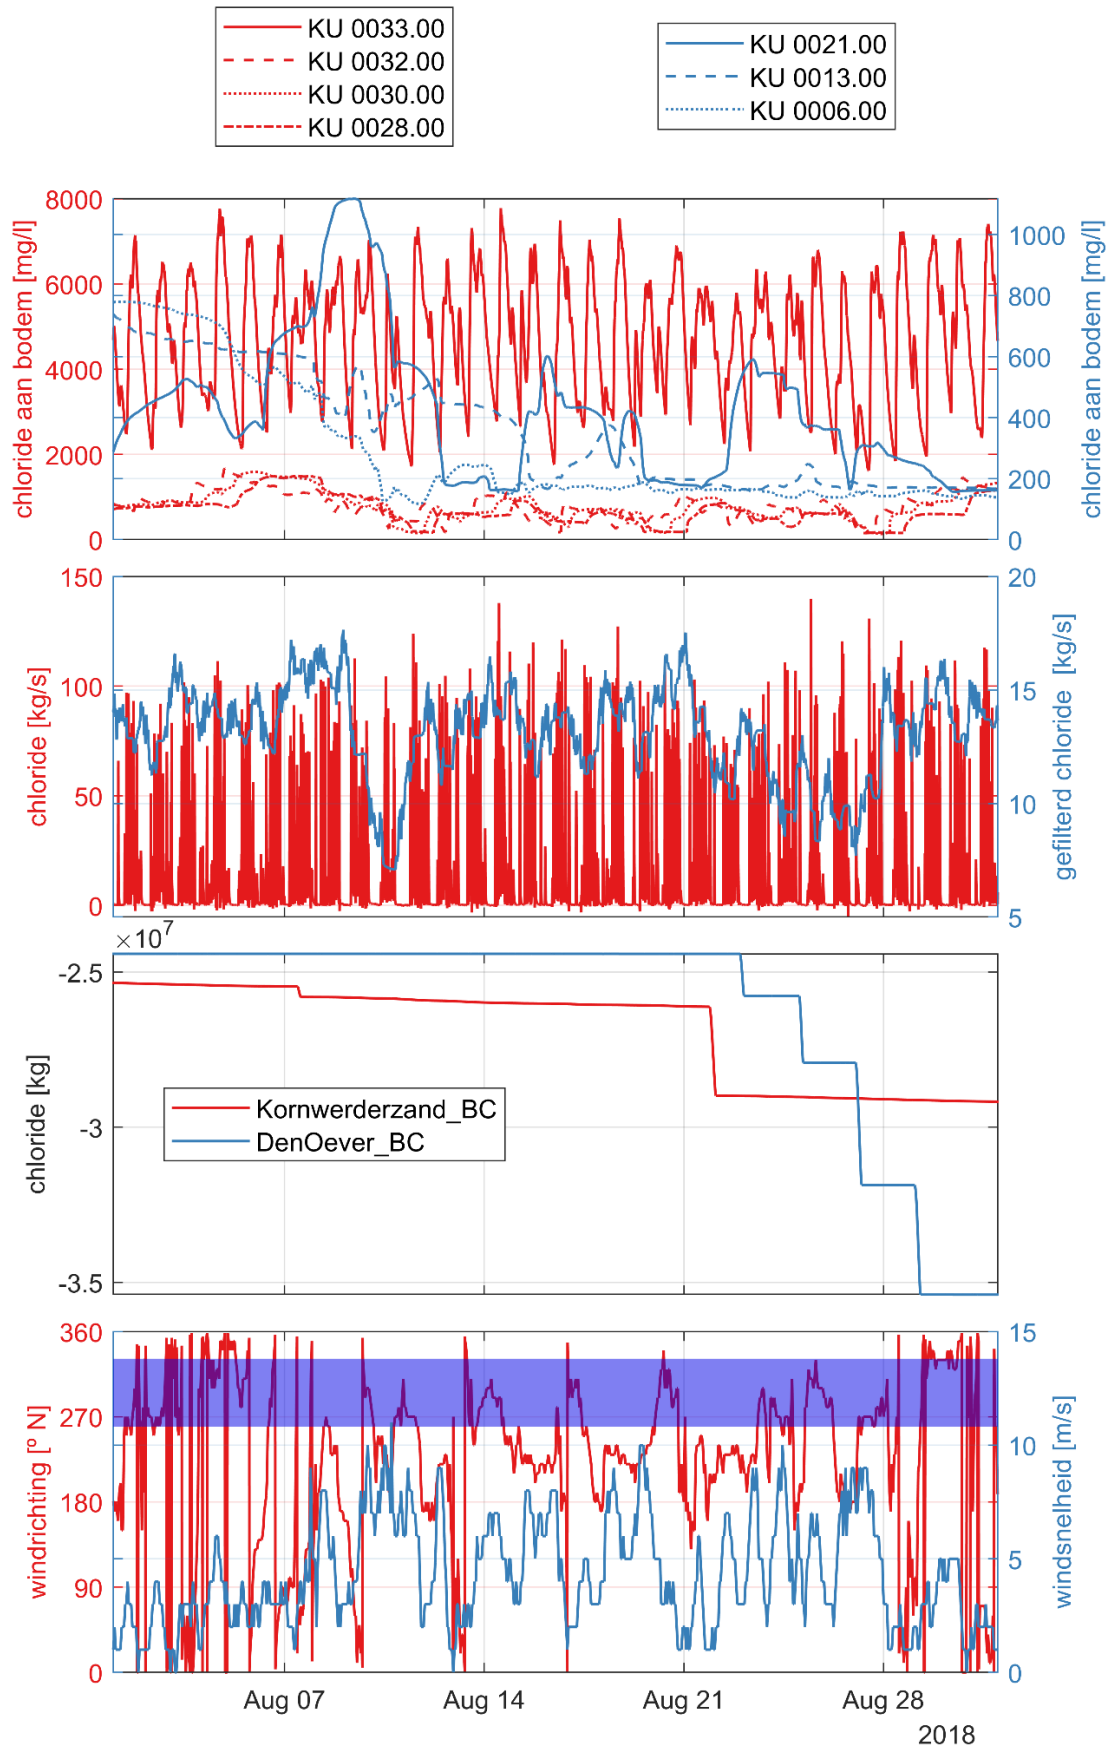 KU 0033.00
KU 0032.00
KU 0030.00
KU 0028.00
KU 0021.00
KU 0013.00
KU 0006.00
chloride aan bodem [mg/l]
8000
6000
4000
2000
0
1000
800
600
400
200
0
chloride aan bodem [mg/l]
chloride [kg/s]
150
100
50
0
20
15
10
5
gefilterd chloride [kg/s]
×10^7
chloride [kg]
-2.5
-3
-3.5
Kornwerderzand_BC
DenOever_BC
windrichting [° N]
360
270
180
90
0
15
10
5
0
windsnelheid [m/s]
Aug 07
Aug 14
Aug 21
Aug 28
2018